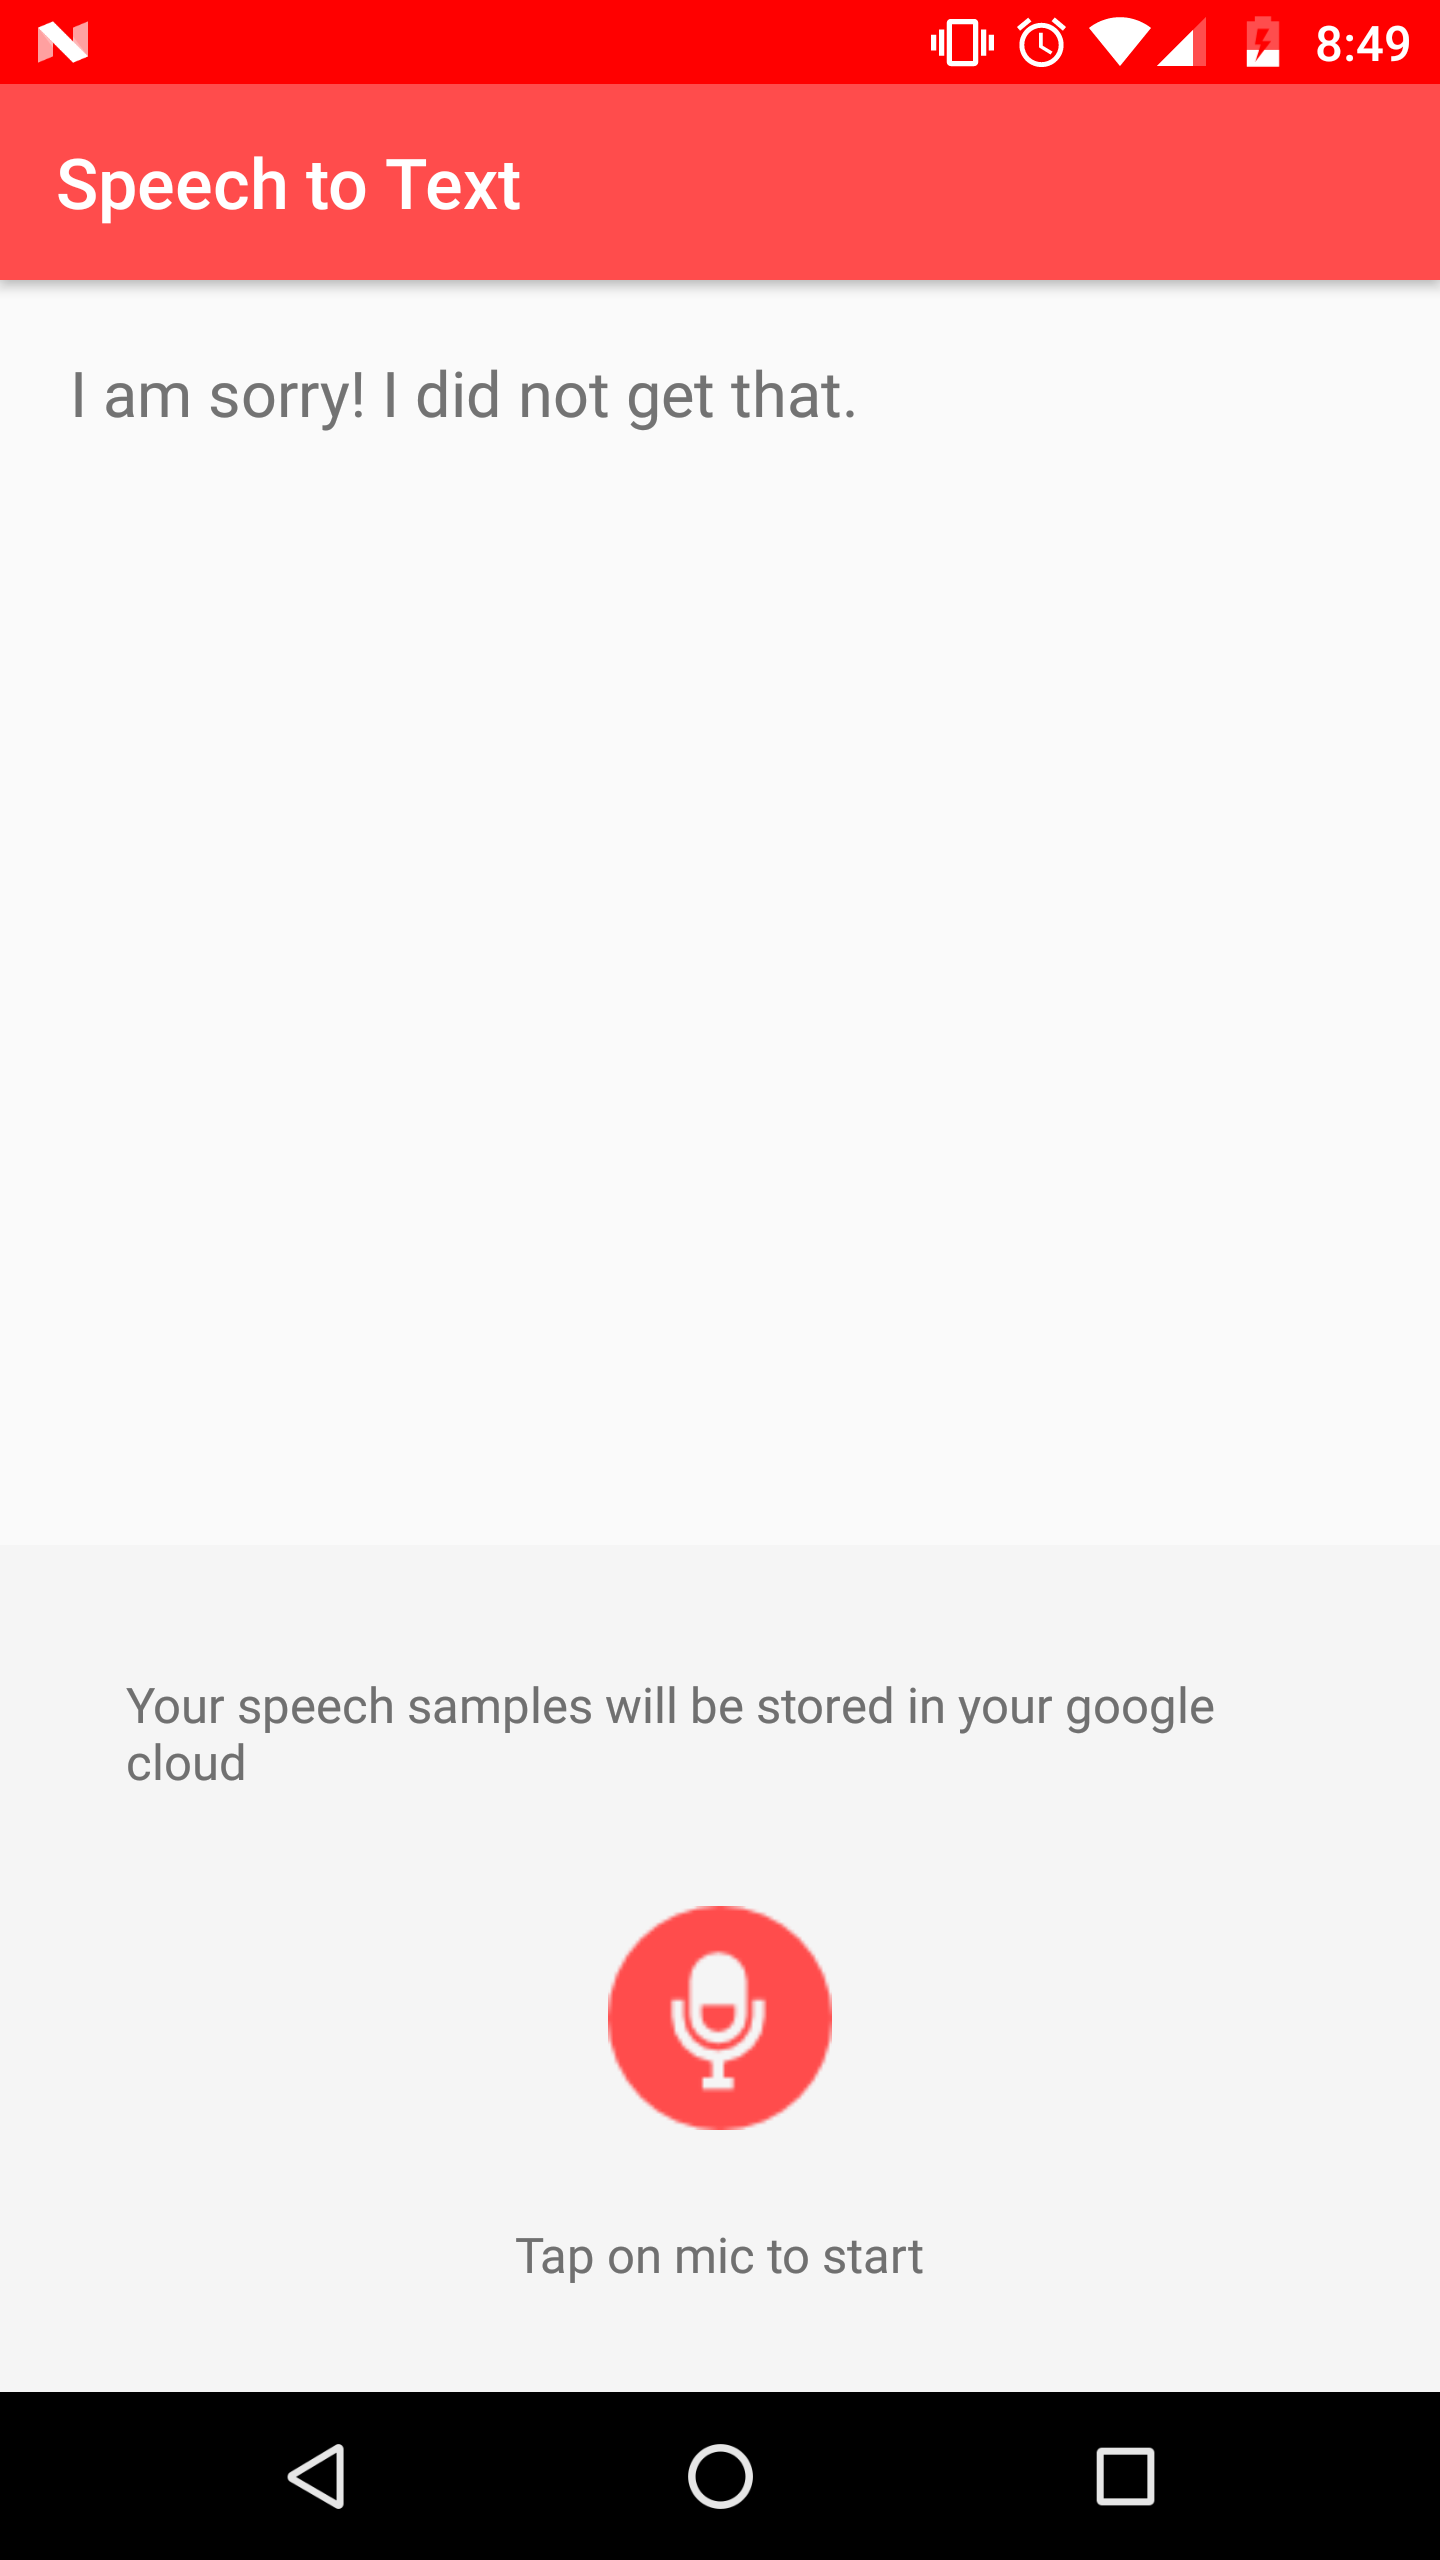 8:49
Speech to Text
I am sorry! I did not get that.
Your speech samples will be stored in your google
cloud
Tap on mic to start